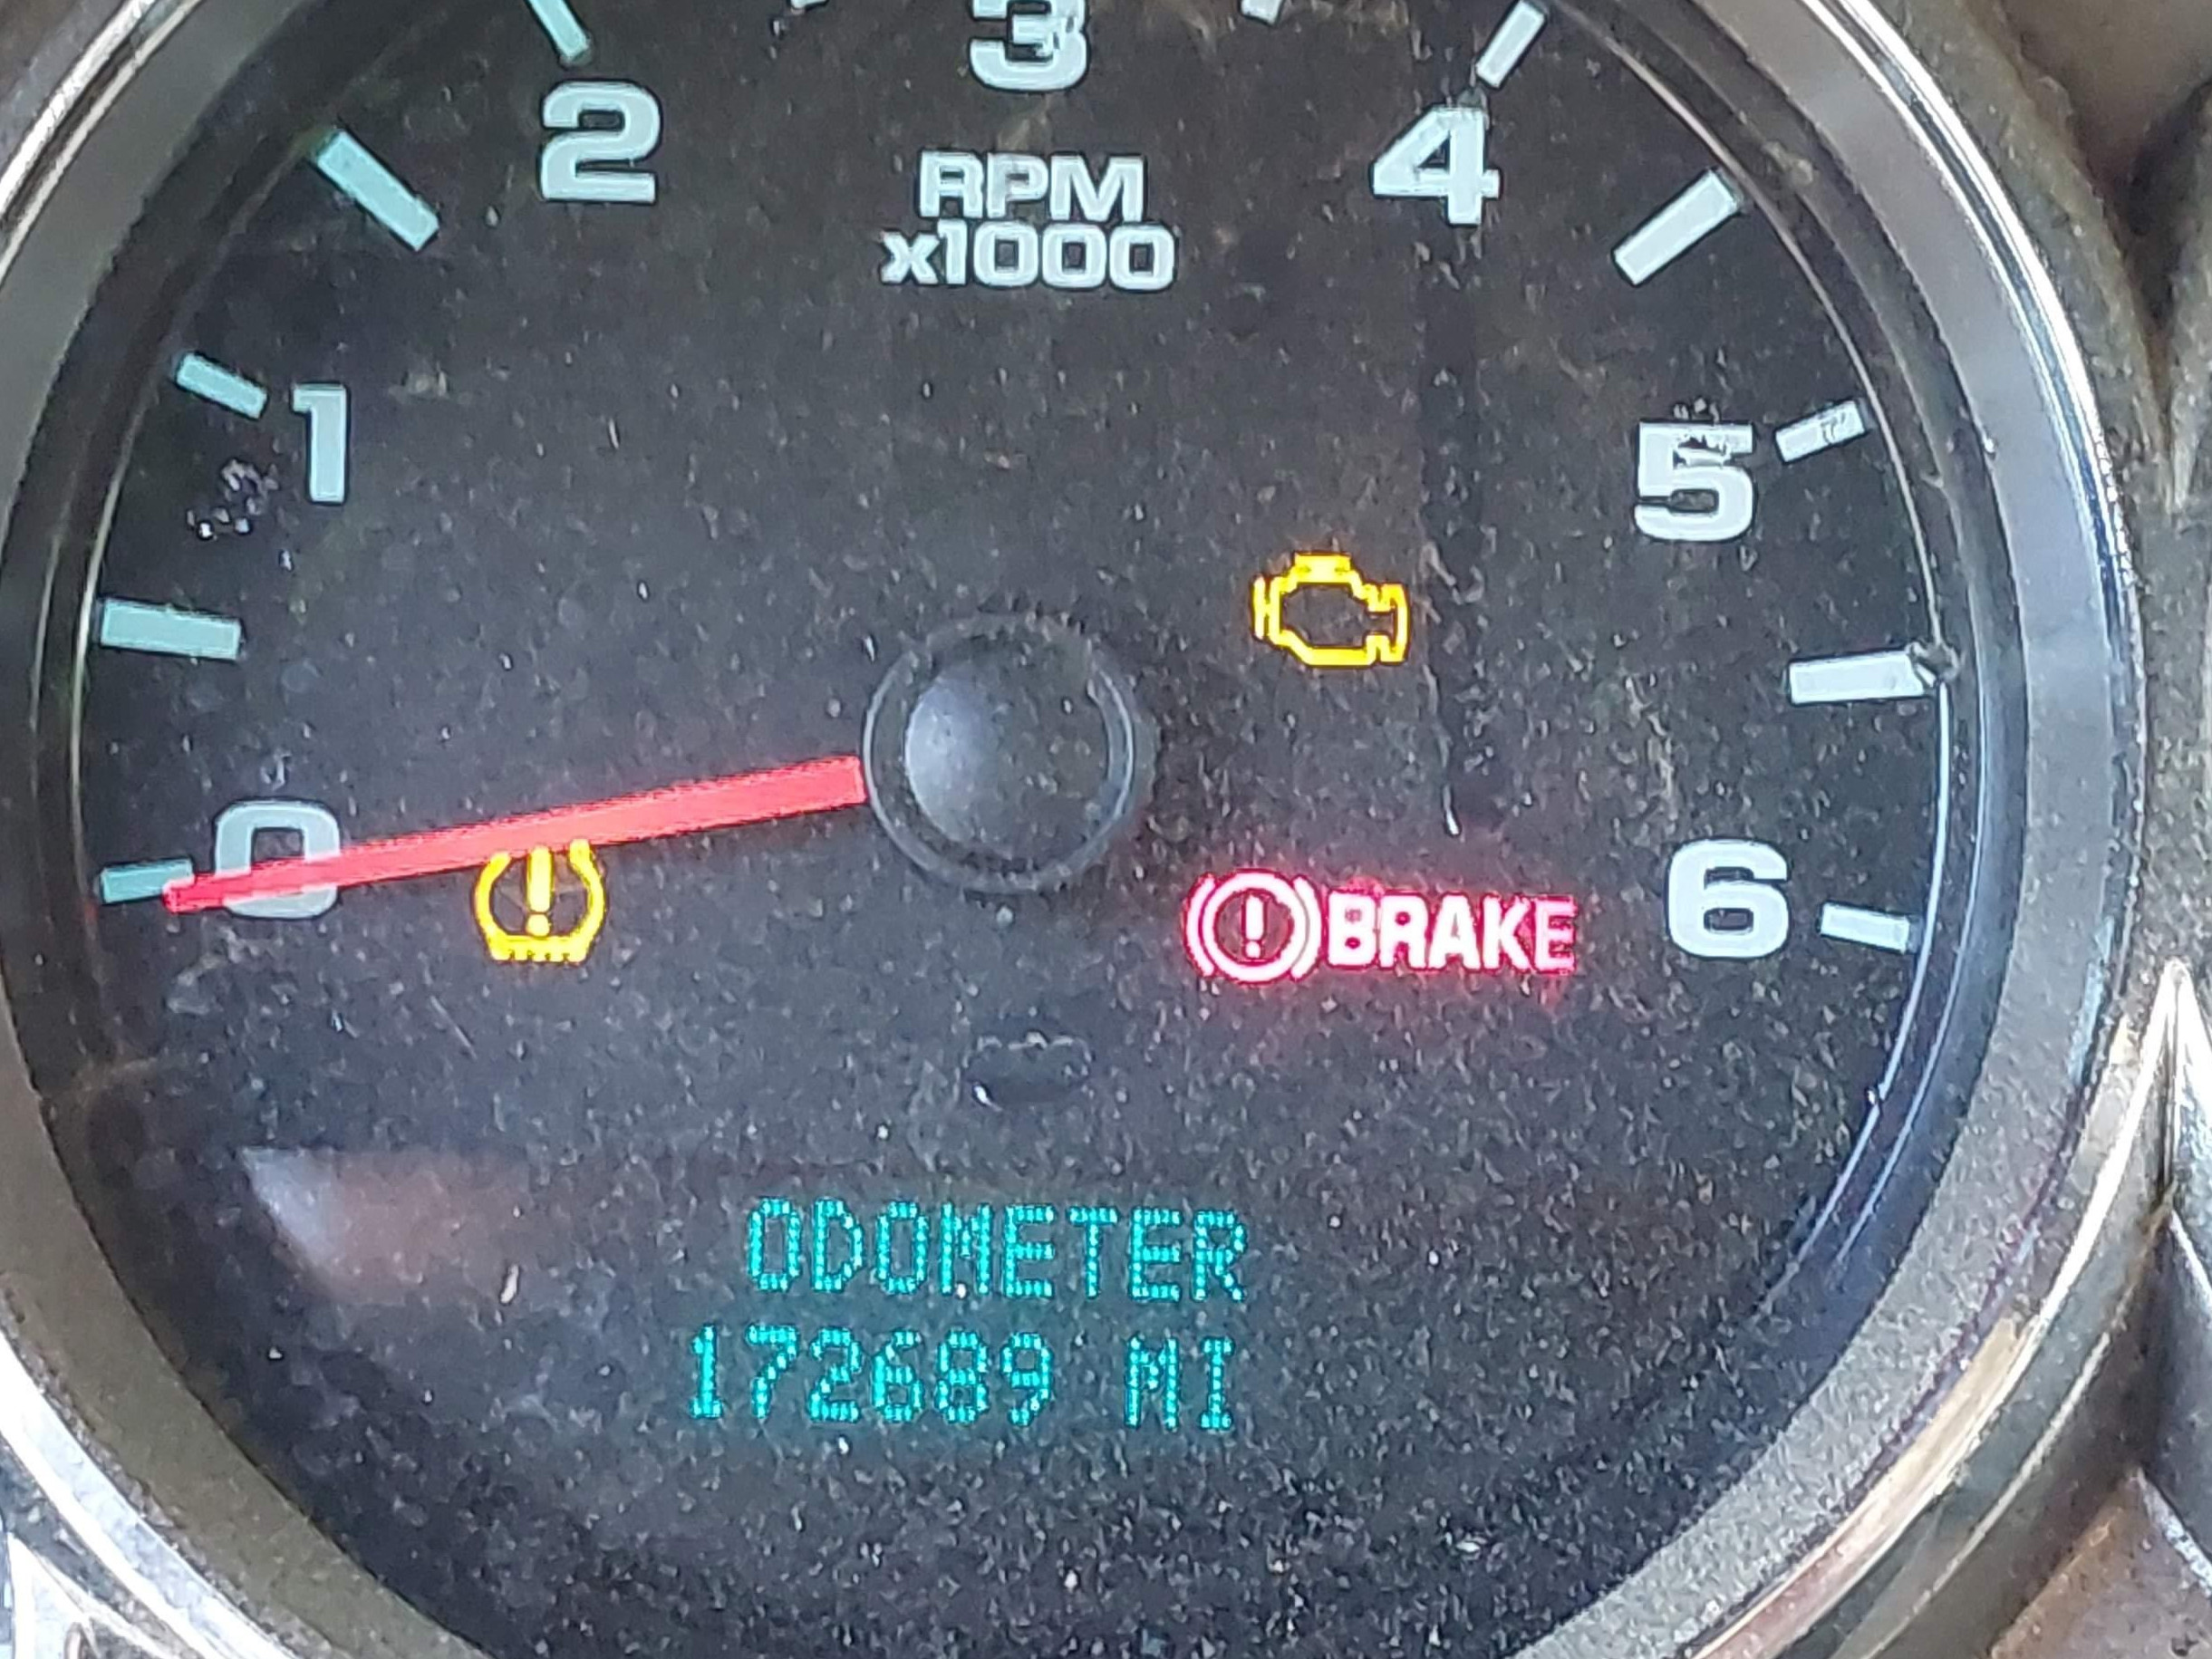 3
2
4
RPM
x1000
1
5
0
6
BRAKE
ODOMETER
172689 MI